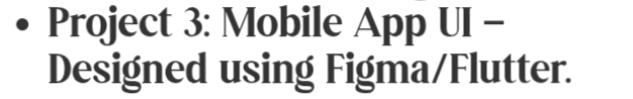 • Project 3: Mobile App UI –
Designed using Figma/Flutter.